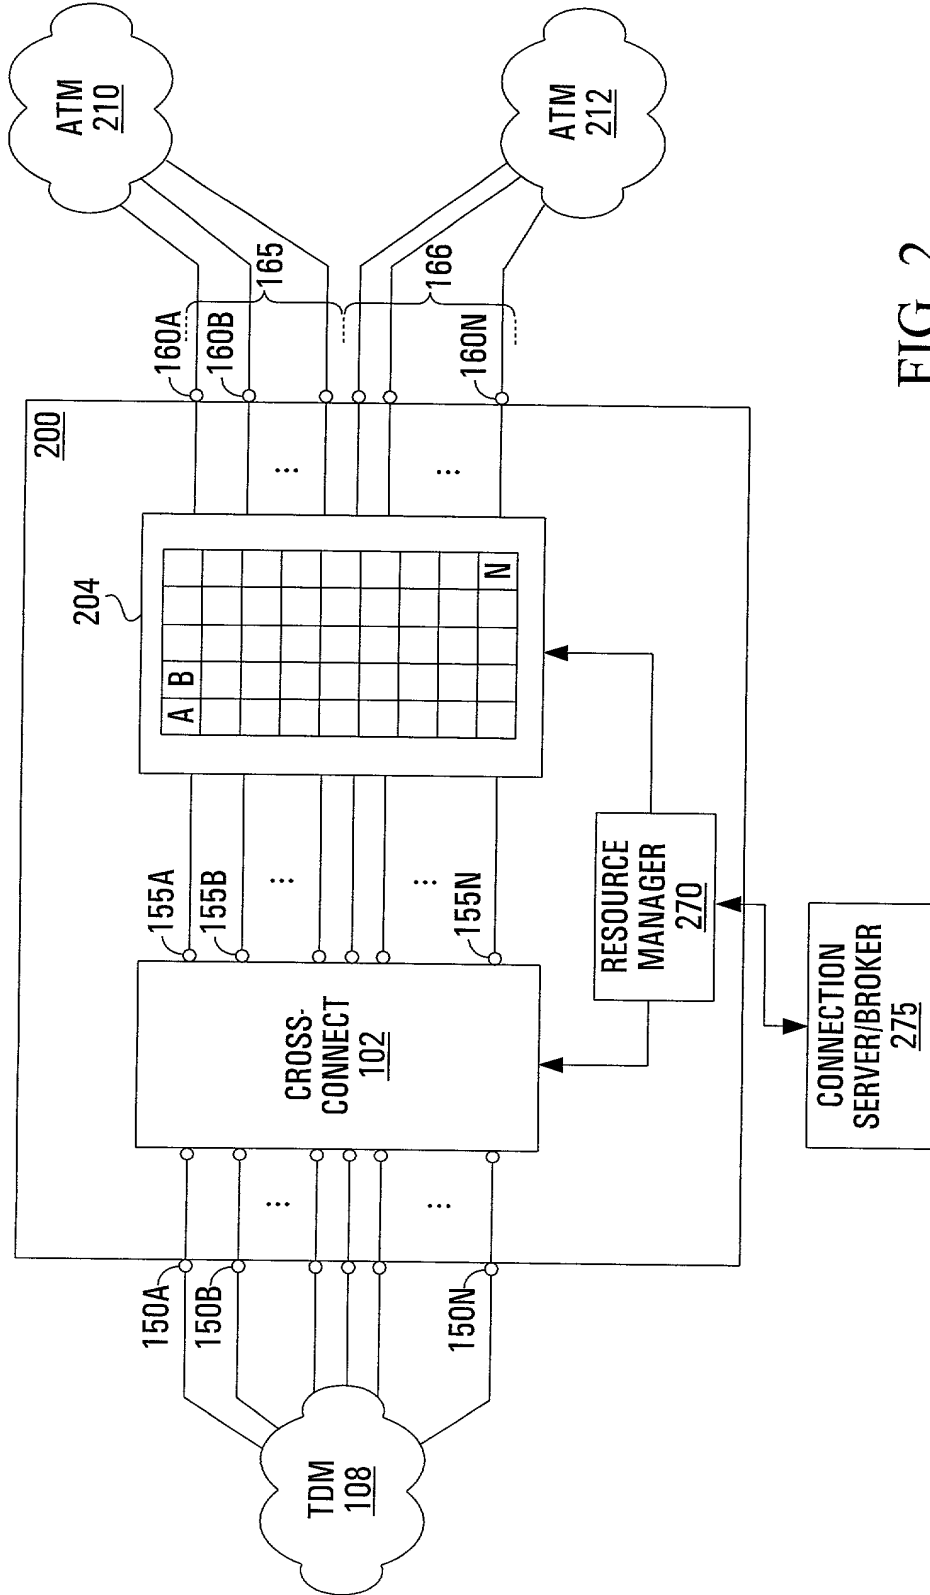 200
204
150A
150B
150N
TDM
108
CROSS-
CONNECT
102
155A
155B
155N
A
B
N
160A
160B
160N
165
166
ATM
210
ATM
212
RESOURCE
MANAGER
270
CONNECTION
SERVER/BROKER
275
...
...
...
...
...
...
FIG. 2